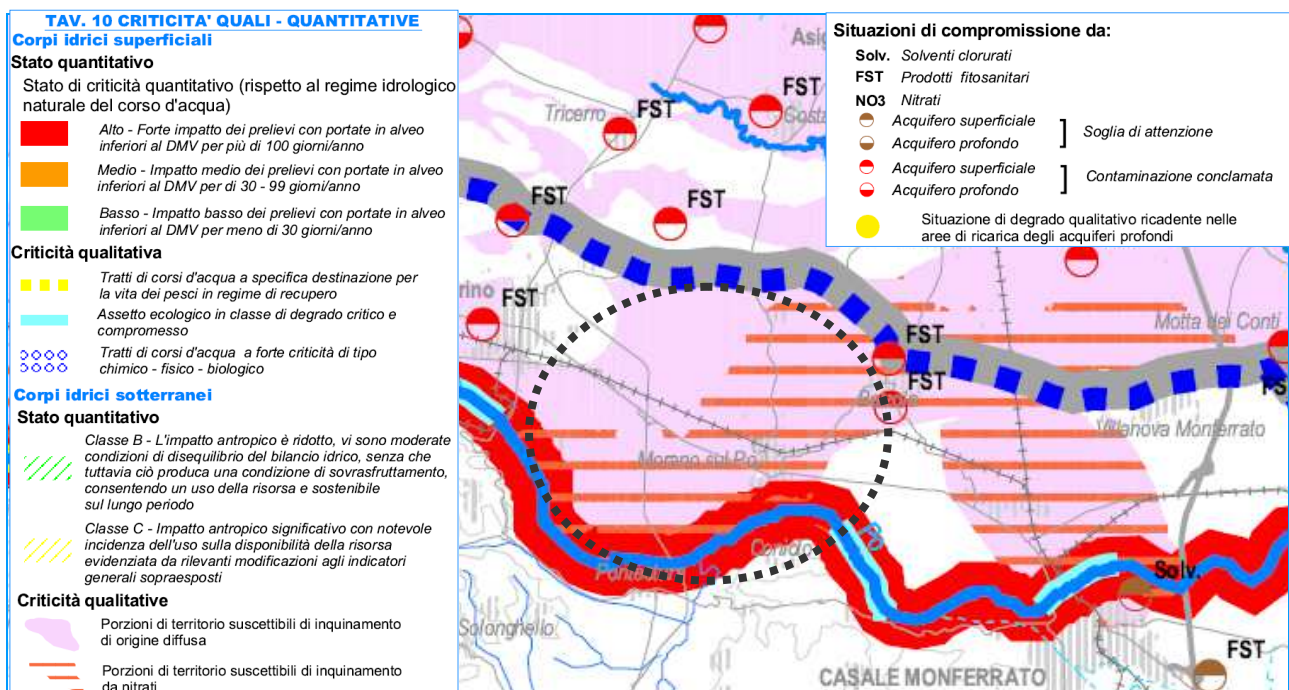 TAV. 10 CRITICITA' QUALI - QUANTITATIVE
Corpi idrici superficiali
Stato quantitativo
Stato di criticità quantitativo (rispetto al regime idrologico
naturale del corso d'acqua)
Alto - Forte impatto dei prelievi con portate in alveo
inferiori al DMV per più di 100 giorni/anno
Medio - Impatto medio dei prelievi con portate in alveo
inferiori al DMV per di 30 - 99 giorni/anno
Basso - Impatto basso dei prelievi con portate in alveo
inferiori al DMV per meno di 30 giorni/anno
Criticità qualitativa
Tratti di corsi d'acqua a specifica destinazione per
la vita dei pesci in regime di recupero
Assetto ecologico in classe di degrado critico e
compromesso
Tratti di corsi d'acqua a forte criticità di tipo
chimico - fisico - biologico
Corpi idrici sotterranei
Stato quantitativo
Classe B - L'impatto antropico è ridotto, vi sono moderate
condizioni di disequilibrio del bilancio idrico, senza che
tuttavia ciò produca una condizione di sovrasfruttamento,
consentendo un uso della risorsa e sostenibile
sul lungo periodo
Classe C - Impatto antropico significativo con notevole
incidenza dell'uso sulla disponibilità della risorsa
evidenziata da rilevanti modificazioni agli indicatori
generali sopraesposti
Criticità qualitative
Porzioni di territorio suscettibili di inquinamento
di origine diffusa
Porzioni di territorio suscettibili di inquinamento
da nitrati
Situazioni di compromissione da:
Solv. Solventi clorurati
FST Prodotti fitosanitari
NO3 Nitrati
Acquifero superficiale
Acquifero profondo
] Soglia di attenzione
Acquifero superficiale
Acquifero profondo
] Contaminazione conclamata
Situazione di degrado qualitativo ricadente nelle
aree di ricarica degli acquiferi profondi
Asig
FST
Tricerro
FST
Costa
FST
FST
rino
FST
Motta dei Conti
FST
FST
FS
Villanova Monferrato
Morano sul Po
Po
Coniolo
Solv.
Solonghello
FST
CASALE MONFERRATO